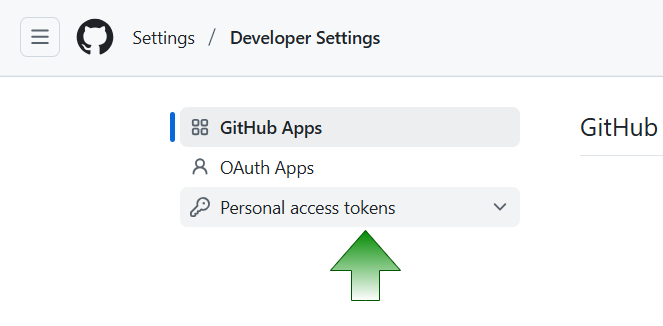 Settings / Developer Settings
GitHub Apps
GitHub
OAuth Apps
Personal access tokens